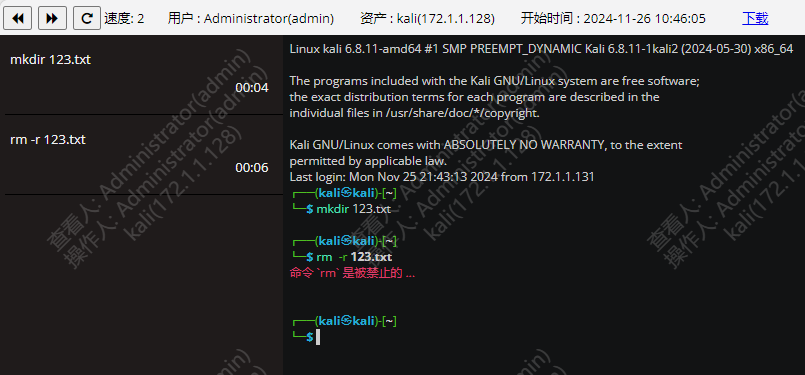 速度: 2 用户 : Administrator(admin) 资产 : kali(172.1.1.128) 开始时间 : 2024-11-26 10:46:05 下载
mkdir 123.txt
00:04
rm -r 123.txt
00:06
Linux kali 6.8.11-amd64 #1 SMP PREEMPT_DYNAMIC Kali 6.8.11-1kali2 (2024-05-30) x86_64
The programs included with the Kali GNU/Linux system are free software;
the exact distribution terms for each program are described in the
individual files in /usr/share/doc/*/copyright.
Kali GNU/Linux comes with ABSOLUTELY NO WARRANTY, to the extent
permitted by applicable law.
Last login: Mon Nov 25 21:43:13 2024 from 172.1.1.131
┌──(kali㉿kali)-[~]
└─$ mkdir 123.txt
┌──(kali㉿kali)-[~]
└─$ rm -r 123.txt
命令 `rm` 是被禁止的 ...
┌──(kali㉿kali)-[~]
└─$
查看人: Administrator(admin)
操作人: Administrator(admin)
kali(172.1.1.128)
查看人: Administrator(admin)
操作人: Administrator(admin)
kali(172.1.1.128)
查看人: Administrator(admin)
操作人: Administrator(admin)
kali(172.1.1.128)